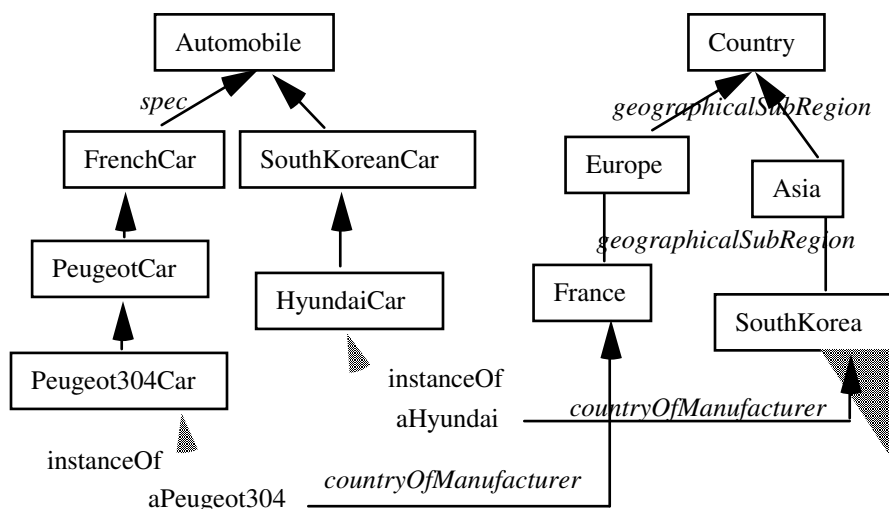 Automobile
Country
spec
geographicalSubRegion
FrenchCar
SouthKoreanCar
Europe
Asia
PeugeotCar
geographicalSubRegion
HyundaiCar
France
SouthKorea
Peugeot304Car
instanceOf
aHyundai
countryOfManufacturer
instanceOf
aPeugeot304
countryOfManufacturer